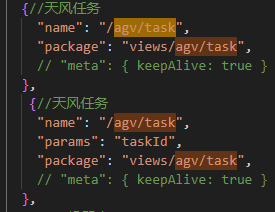 {//天风任务
"name": "/agv/task",
"package": "views/agv/task",
// "meta": { keepAlive: true }
},
{//天风任务
"name": "/agv/task",
"params": "taskId",
"package": "views/agv/task",
// "meta": { keepAlive: true }
},